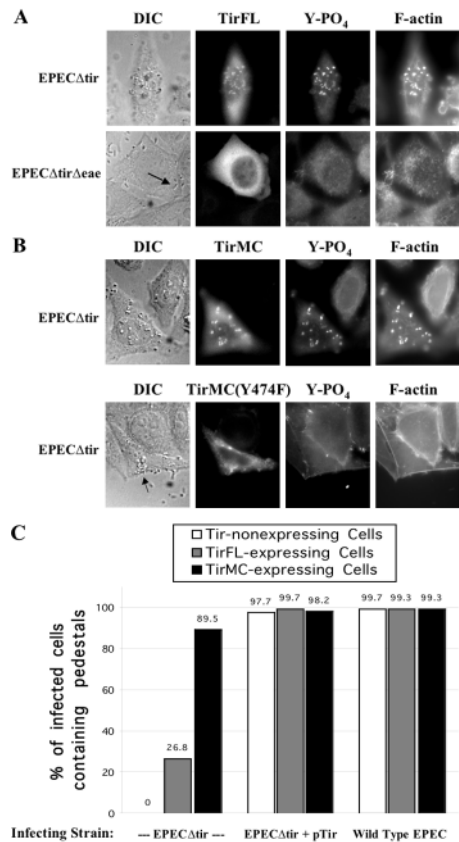 A
DIC TirFL Y-PO4 F-actin
EPECΔtir
EPECΔtirΔeae
B
DIC TirMC Y-PO4 F-actin
EPECΔtir
DIC TirMC(Y474F) Y-PO4 F-actin
EPECΔtir
C
Tir-nonexpressing Cells
TirFL-expressing Cells
TirMC-expressing Cells
% of infected cells containing pedestals
100
80
60
40
20
0
0 26.8 89.5 97.7 99.7 98.2 99.7 99.3 99.3
Infecting Strain: --- EPECΔtir --- EPECΔtir + pTir Wild Type EPEC